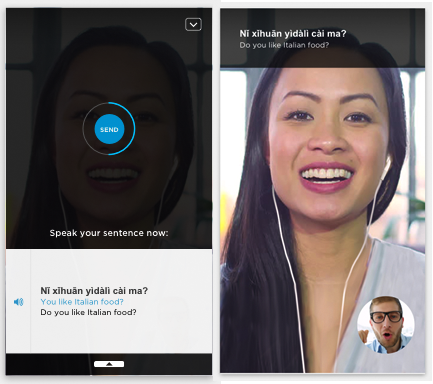 SEND
Speak your sentence now:
Nǐ xǐhuān yìdàlì cài ma?
You like Italian food?
Do you like Italian food?
Nǐ xǐhuān yìdàlì cài ma?
Do you like Italian food?